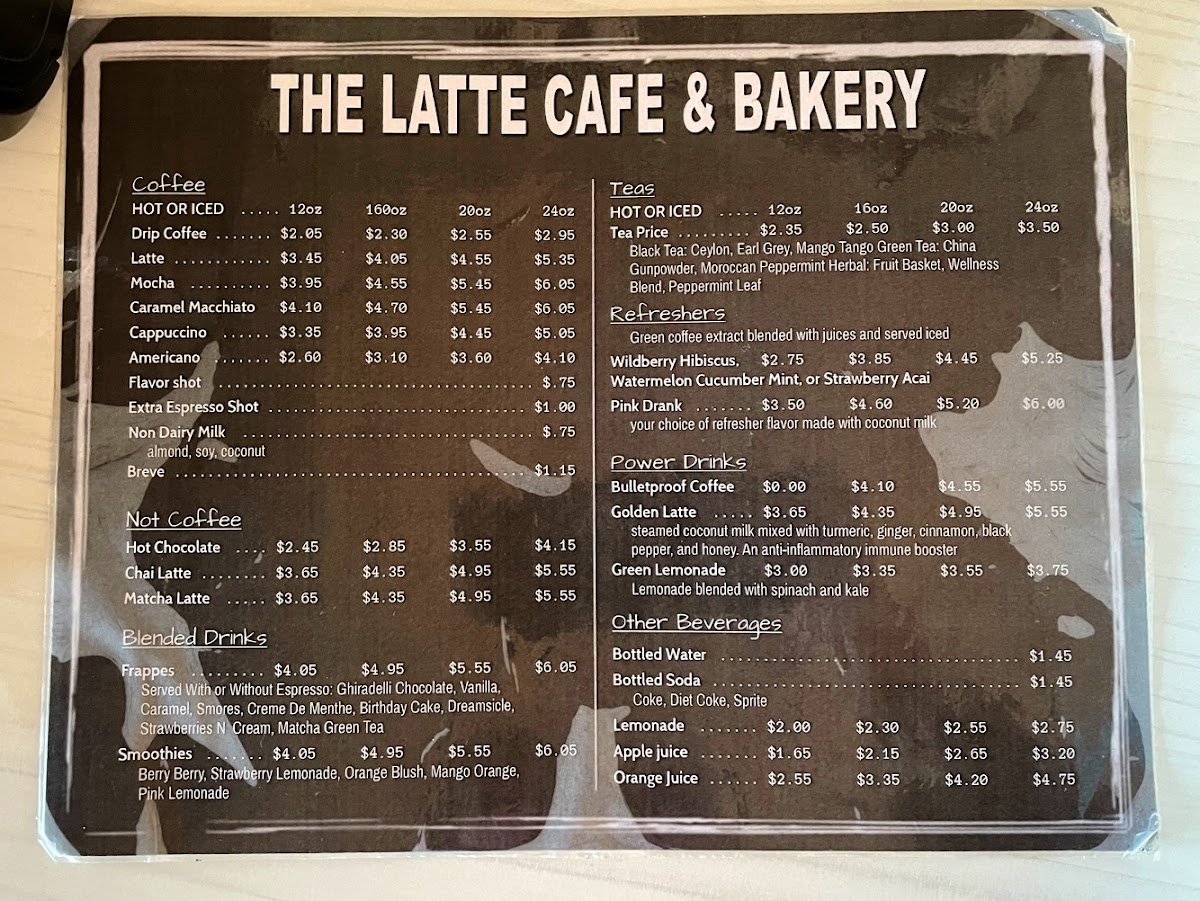 THE LATTE CAFE & BAKERY
Coffee
HOT OR ICED ..... 12oz 160oz 20oz 24oz
Drip Coffee ....... $2.05 $2.30 $2.55 $2.95
Latte ............ $3.45 $4.05 $4.55 $5.35
Mocha .......... $3.95 $4.55 $5.45 $6.05
Caramel Macchiato $4.10 $4.70 $5.45 $6.05
Cappuccino ...... $3.35 $3.95 $4.45 $5.05
Americano ....... $2.60 $3.10 $3.60 $4.10
Flavor shot ....................................... $.75
Extra Espresso Shot ................................ $1.00
Non Dairy Milk ................................... $.75
almond, soy, coconut
Breve ........................................... $1.15
Not Coffee
Hot Chocolate .... $2.45 $2.85 $3.55 $4.15
Chai Latte ........ $3.65 $4.35 $4.95 $5.55
Matcha Latte ..... $3.65 $4.35 $4.95 $5.55
Blended Drinks
Frappes ......... $4.05 $4.95 $5.55 $6.05
Served With or Without Espresso: Ghiradelli Chocolate, Vanilla,
Caramel, Smores, Creme De Menthe, Birthday Cake, Dreamsicle,
Strawberries N Cream, Matcha Green Tea
Smoothies ....... $4.05 $4.95 $5.55 $6.05
Berry Berry, Strawberry Lemonade, Orange Blush, Mango Orange,
Pink Lemonade
Teas
HOT OR ICED ..... 12oz 16oz 20oz 24oz
Tea Price ......... $2.35 $2.50 $3.00 $3.50
Black Tea: Ceylon, Earl Grey, Mango Tango Green Tea: China
Gunpowder, Moroccan Peppermint Herbal: Fruit Basket, Wellness
Blend, Peppermint Leaf
Refreshers
Green coffee extract blended with juices and served iced
Wildberry Hibiscus, $2.75 $3.85 $4.45 $5.25
Watermelon Cucumber Mint, or Strawberry Acai
Pink Drank ....... $3.50 $4.60 $5.20 $6.00
your choice of refresher flavor made with coconut milk
Power Drinks
Bulletproof Coffee $0.00 $4.10 $4.55 $5.55
Golden Latte ..... $3.65 $4.35 $4.95 $5.55
steamed coconut milk mixed with turmeric, ginger, cinnamon, black
pepper, and honey. An anti-inflammatory immune booster
Green Lemonade $3.00 $3.35 $3.55 $3.75
Lemonade blended with spinach and kale
Other Beverages
Bottled Water ................................... $1.45
Bottled Soda .................................... $1.45
Coke, Diet Coke, Sprite
Lemonade ....... $2.00 $2.30 $2.55 $2.75
Apple juice ....... $1.65 $2.15 $2.65 $3.20
Orange Juice ...... $2.55 $3.35 $4.20 $4.75